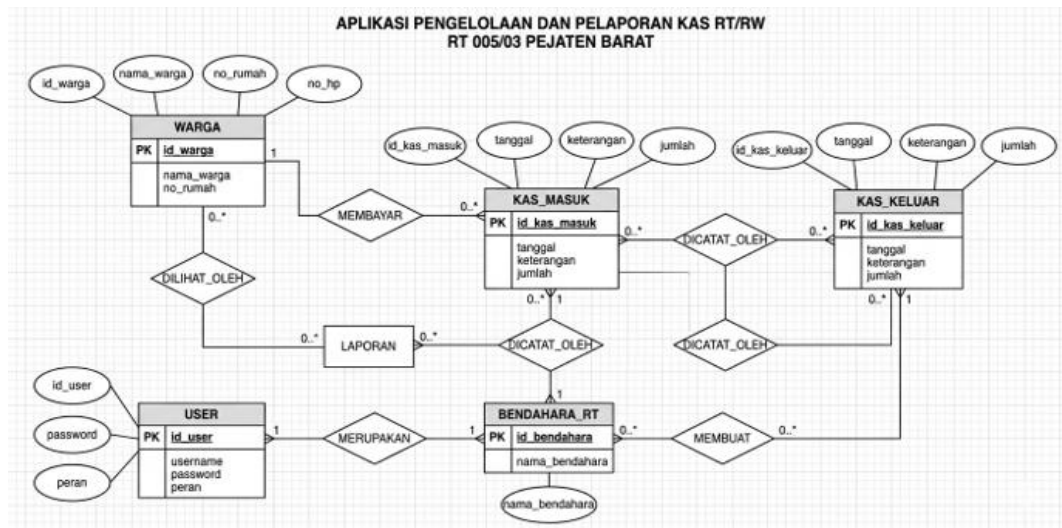 APLIKASI PENGELOLAAN DAN PELAPORAN KAS RT/RW
RT 005/03 PEJATEN BARAT
id_warga
nama_warga
no_rumah
no_hp
WARGA
PK id_warga
nama_warga
no_rumah
1
0..*
MEMBAYAR
0..*
id_kas_masuk
tanggal
keterangan
jumlah
KAS_MASUK
PK id_kas_masuk
tanggal
keterangan
jumlah
0..*
0..*
1
id_kas_keluar
tanggal
keterangan
jumlah
KAS_KELUAR
PK id_kas_keluar
tanggal
keterangan
jumlah
0..*
0..*
1
DICATAT_OLEH
DICATAT_OLEH
DILIHAT_OLEH
0..*
LAPORAN
0..*
DICATAT_OLEH
1
id_user
password
peran
USER
PK id_user
username
password
peran
1
MERUPAKAN
1
BENDAHARA_RT
PK id_bendahara
nama_bendahara
nama_bendahara
0..*
MEMBUAT
0..*